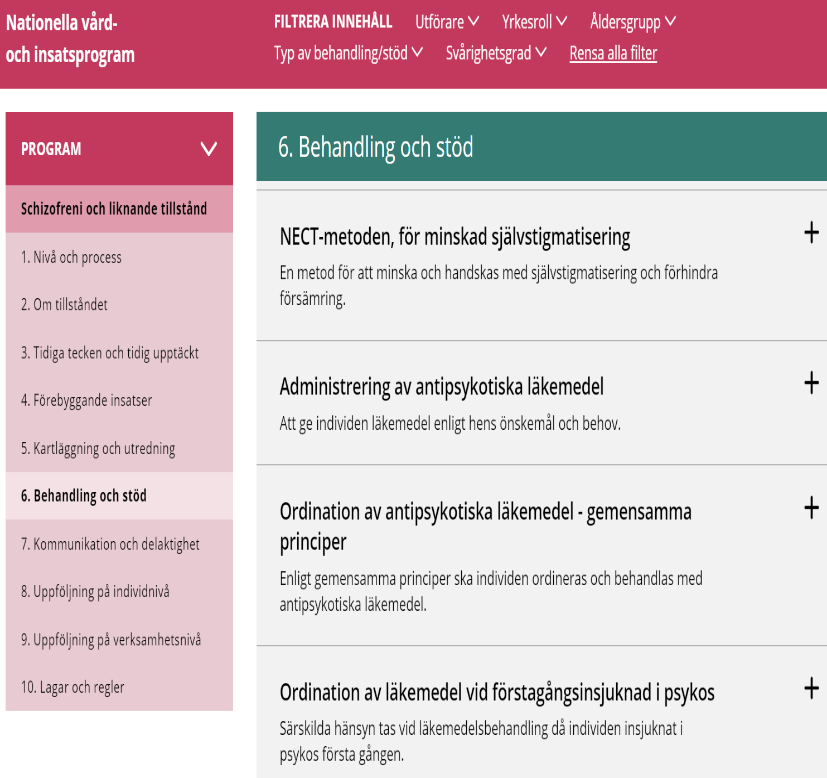 Nationella vård-
och insatsprogram
FILTRERA INNEHÅLL Utförare Yrkesroll Åldersgrupp
Typ av behandling/stöd Svårighetsgrad Rensa alla filter
PROGRAM
Schizofreni och liknande tillstånd
1. Nivå och process
2. Om tillståndet
3. Tidiga tecken och tidig upptäckt
4. Förebyggande insatser
5. Kartläggning och utredning
6. Behandling och stöd
7. Kommunikation och delaktighet
8. Uppföljning på individnivå
9. Uppföljning på verksamhetsnivå
10. Lagar och regler
6. Behandling och stöd
NECT-metoden, för minskad självstigmatisering
En metod för att minska och handskas med självstigmatisering och förhindra
försämring.
Administrering av antipsykotiska läkemedel
Att ge individen läkemedel enligt hens önskemål och behov.
Ordination av antipsykotiska läkemedel - gemensamma
principer
Enligt gemensamma principer ska individen ordineras och behandlas med
antipsykotiska läkemedel.
Ordination av läkemedel vid förstagångsinsjuknad i psykos
Särskilda hänsyn tas vid läkemedelsbehandling då individen insjuknat i
psykos första gången.